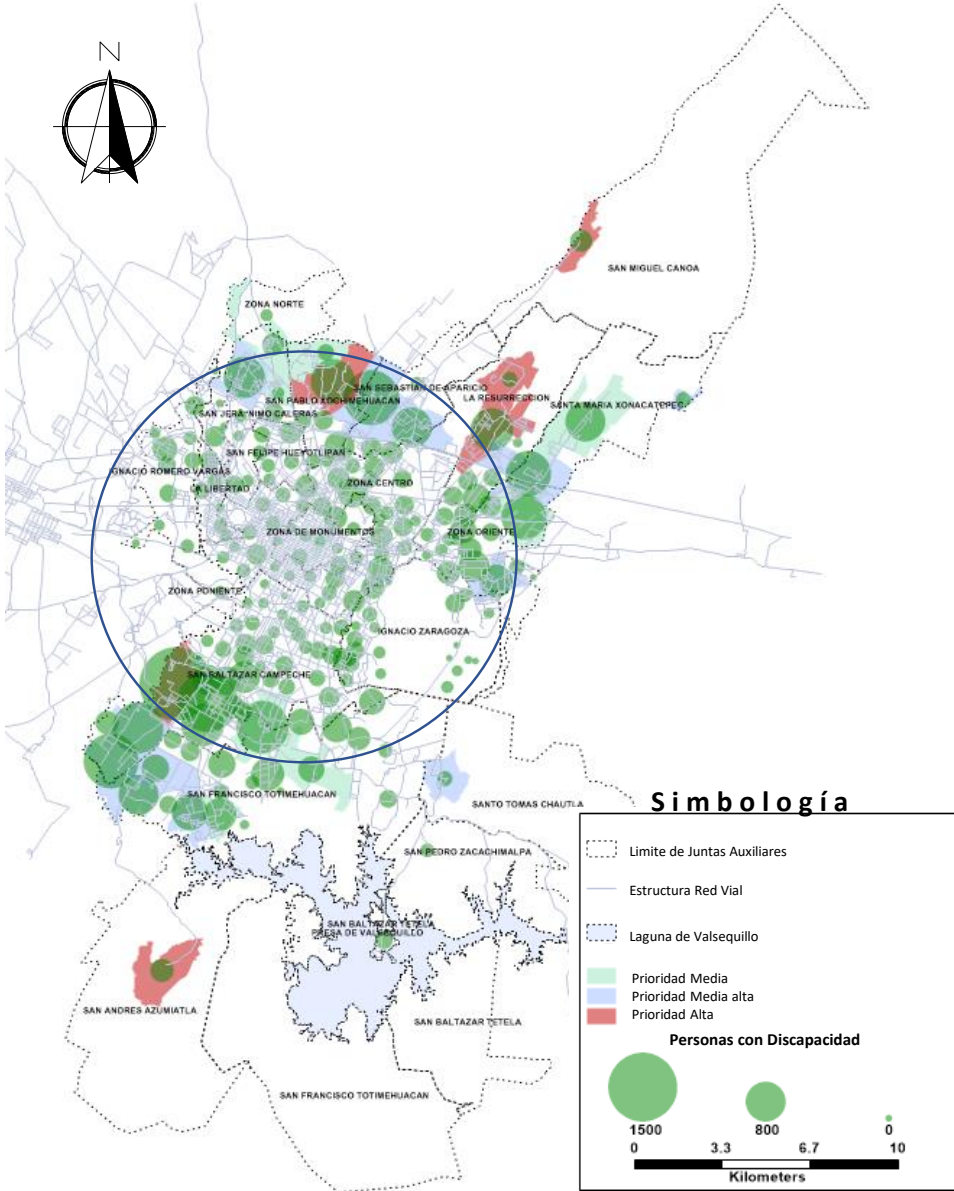 N
SAN MIGUEL CANOA
ZONA NORTE
SAN SEBASTIAN DE APARICIO
LA RESURRECCION
SAN PABLO XOCHIMEHUACAN
SANTA MARIA XONACATEPEC
SAN JERA¨NIMO CALERAS
SAN FELIPE HUEYOTLIPAN
IGNACIO ROMERO VARGAS
ZONA CENTRO
LA LIBERTAD
ZONA DE MONUMENTOS
ZONA ORIENTE
ZONA PONIENTE
IGNACIO ZARAGOZA
SAN BALTAZAR CAMPECHE
SAN FRANCISCO TOTIMEHUACAN
SANTO TOMAS CHAUTLA
SAN PEDRO ZACACHIMALPA
SAN BALTAZAR TETELA
PRESA DE VALSEQUILLO
SAN ANDRES AZUMIATLA
SAN BALTAZAR TETELA
SAN FRANCISCO TOTIMEHUACAN
Simbología
Limite de Juntas Auxiliares
Estructura Red Vial
Laguna de Valsequillo
Prioridad Media
Prioridad Media alta
Prioridad Alta
Personas con Discapacidad
1500 800 0
0 3.3 6.7 10
Kilometers